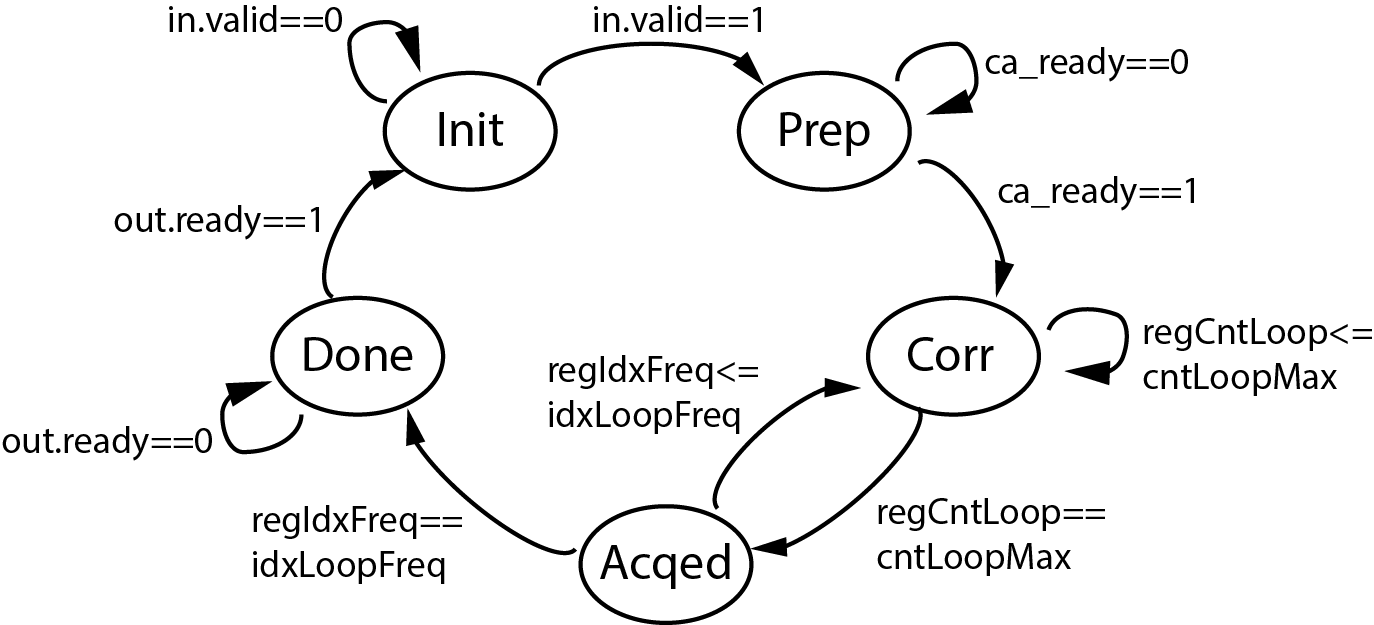 in.valid==0
in.valid==1
Init
Prep
ca_ready==0
ca_ready==1
out.ready==1
Done
Corr
regCntLoop<=
cntLoopMax
regIdxFreq<=
idxLoopFreq
out.ready==0
regIdxFreq==
idxLoopFreq
Acqed
regCntLoop==
cntLoopMax